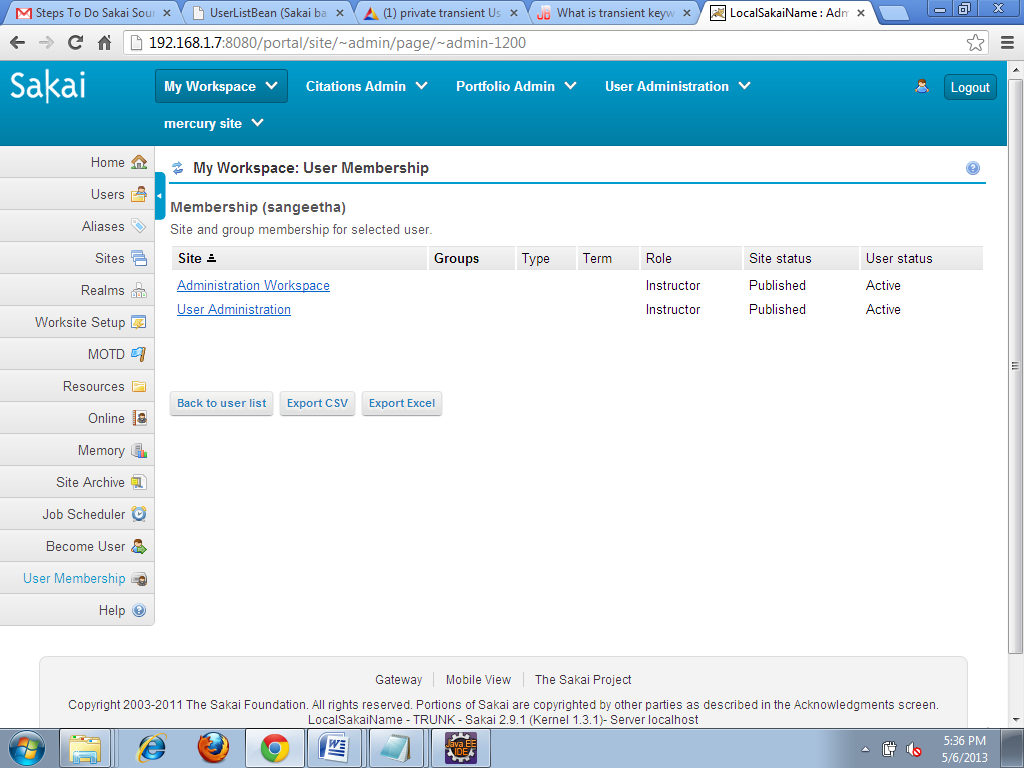 Steps To Do Sakai Sour
UserListBean (Sakai ba
(1) private transient Us
What is transient keyw
LocalSakaiName : Adm
192.168.1.7:8080/portal/site/~admin/page/~admin-1200
Sakai
My Workspace
Citations Admin
Portfolio Admin
User Administration
Logout
mercury site
Home
Users
Aliases
Sites
Realms
Worksite Setup
MOTD
Resources
Online
Memory
Site Archive
Job Scheduler
Become User
User Membership
Help
My Workspace: User Membership
Membership (sangeetha)
Site and group membership for selected user.
Site Groups Type Term Role Site status User status
Administration Workspace Instructor Published Active
User Administration Instructor Published Active
Back to user list Export CSV Export Excel
Gateway Mobile View The Sakai Project
Copyright 2003-2011 The Sakai Foundation. All rights reserved. Portions of Sakai are copyrighted by other parties as described in the Acknowledgments screen.
LocalSakaiName - TRUNK - Sakai 2.9.1 (Kernel 1.3.1)- Server localhost
Java EE
IDE
5:36 PM
5/6/2013